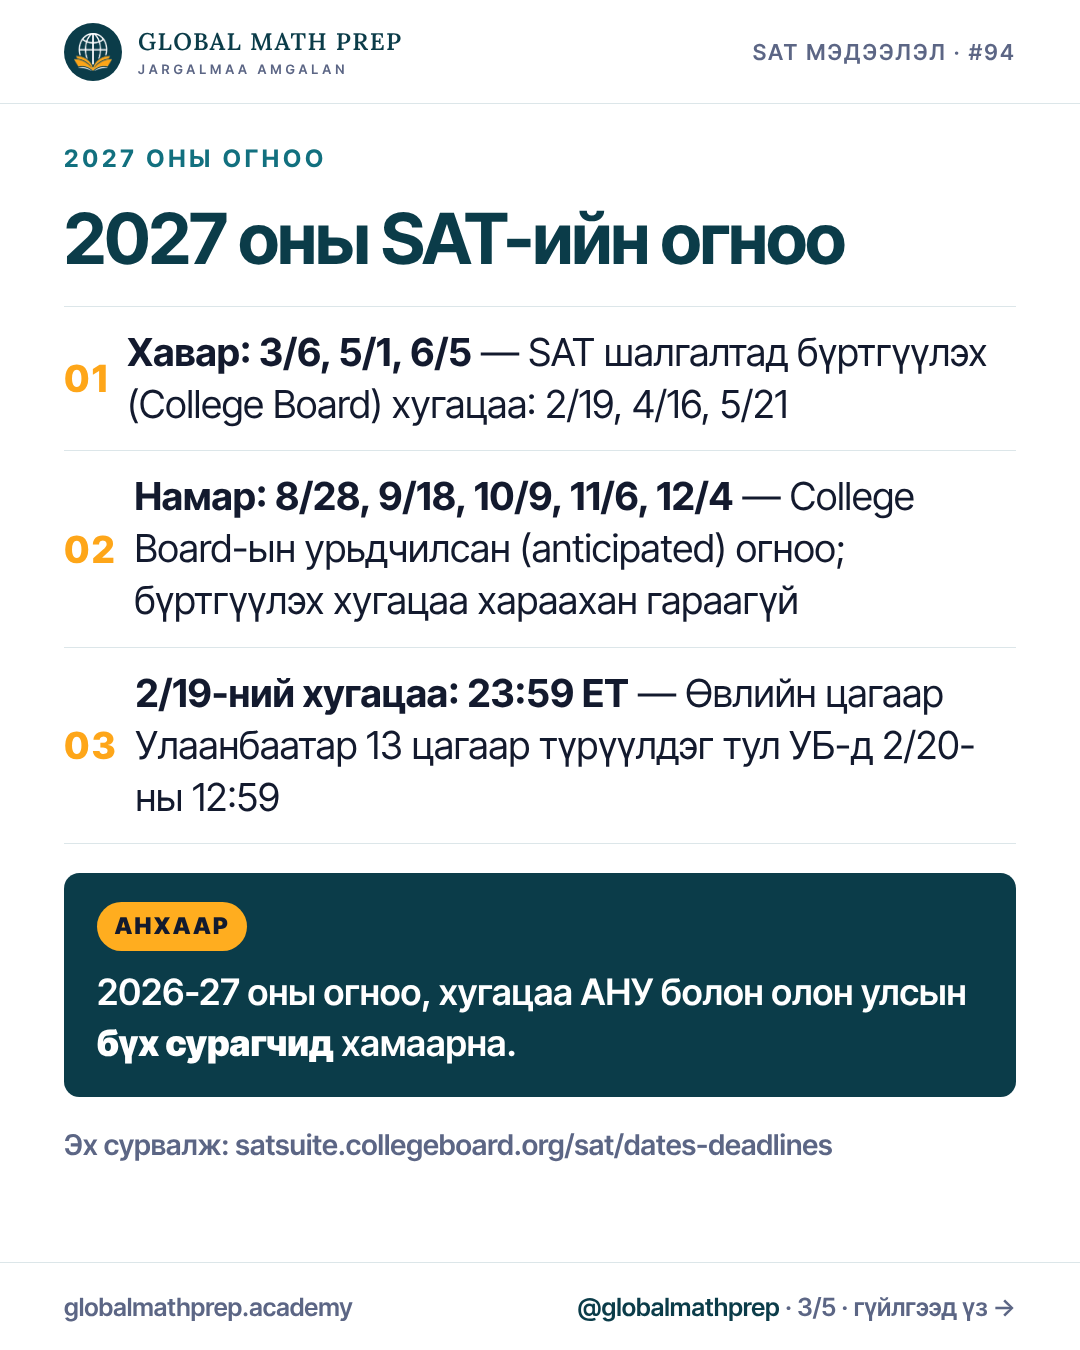 GLOBAL MATH PREP
JARGALMAA AMGALAN
SAT МЭДЭЭЛЭЛ · #94
2027 ОНЫ ОГНОО
2027 оны SAT-ийн огноо
01
Хавар: 3/6, 5/1, 6/5 — SAT шалгалтад бүртгүүлэх
(College Board) хугацаа: 2/19, 4/16, 5/21
02
Намар: 8/28, 9/18, 10/9, 11/6, 12/4 — College
Board-ын урьдчилсан (anticipated) огноо;
бүртгүүлэх хугацаа хараахан гараагүй
03
2/19-ний хугацаа: 23:59 ET — Өвлийн цагаар
Улаанбаатар 13 цагаар түрүүлдэг тул УБ-д 2/20-
ны 12:59
АНХААР
2026-27 оны огноо, хугацаа АНУ болон олон улсын
бүх сурагчид хамаарна.
Эх сурвалж: satsuite.collegeboard.org/sat/dates-deadlines
globalmathprep.academy
@globalmathprep · 3/5 · гүйлгээд үз →